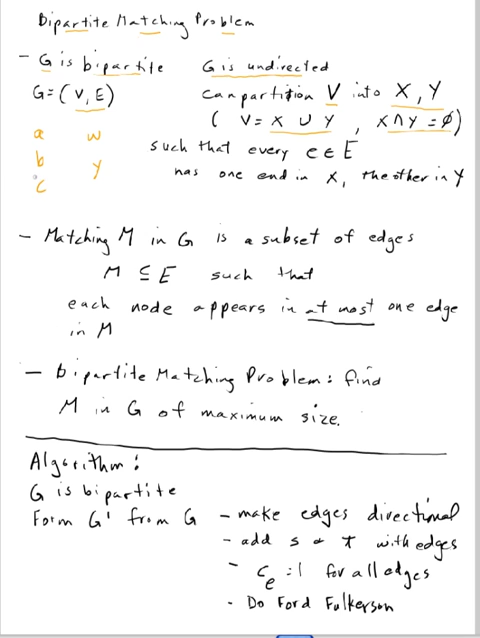 Bipartite Matching Problem
- G is bipartite G is undirected
G=(V,E) can partition V into X, Y
( V= X ∪ Y , X∩Y = ∅)
a w
b y
c
such that every e∈E
has one end in X, the other in Y
- Matching M in G is a subset of edges
M ⊆ E such that
each node appears in at most one edge
in M
- Bipartite Matching Problem: find
M in G of maximum size.
Algorithm:
G is bipartite
Form G' from G - make edges directional
- add s & t with edges
- Ce = 1 for all edges
- Do Ford Fulkerson